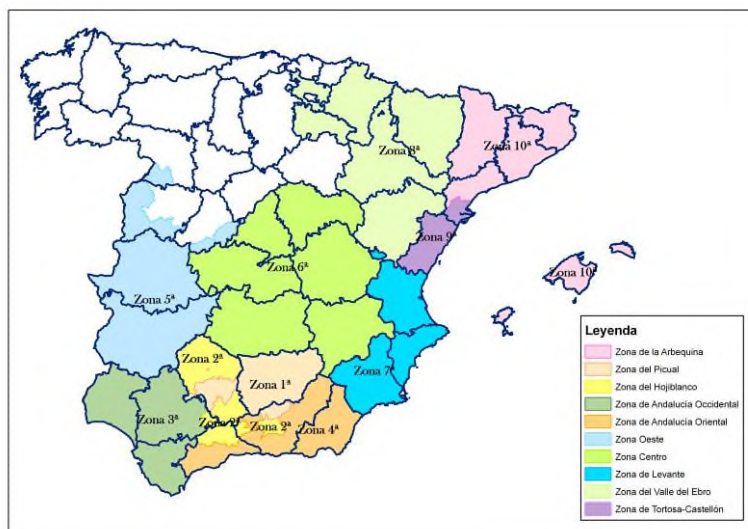 Zona 8ª
Zona 10ª
Zona 9ª
Zona 6ª
Zona 10ª
Zona 5ª
Zona 2ª
Zona 7ª
Zona 1ª
Zona 3ª
Zona 2ª
Zona 2ª
Zona 4ª
Leyenda
Zona de la Arbequina
Zona del Picual
Zona del Hojiblanco
Zona de Andalucía Occidental
Zona de Andalucía Oriental
Zona Oeste
Zona Centro
Zona de Levante
Zona del Valle del Ebro
Zona de Tortosa-Castellón